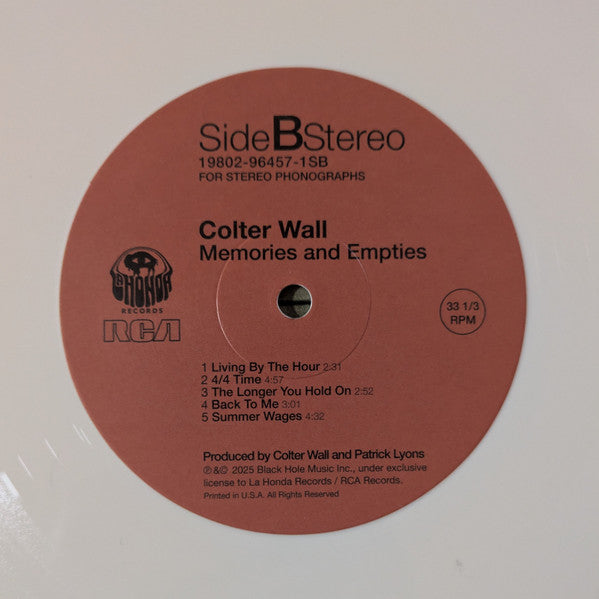 Side B Stereo
19802-96457-1SB
FOR STEREO PHONOGRAPHS
Colter Wall
Memories and Empties
LA HONDA
RECORDS
RCA
33 1/3
RPM
1 Living By The Hour 2:31
2 4/4 Time 4:57
3 The Longer You Hold On 2:52
4 Back To Me 3:01
5 Summer Wages 4:32
Produced by Colter Wall and Patrick Lyons
℗&© 2025 Black Hole Music Inc., under exclusive
license to La Honda Records / RCA Records.
Printed in U.S.A. All Rights Reserved